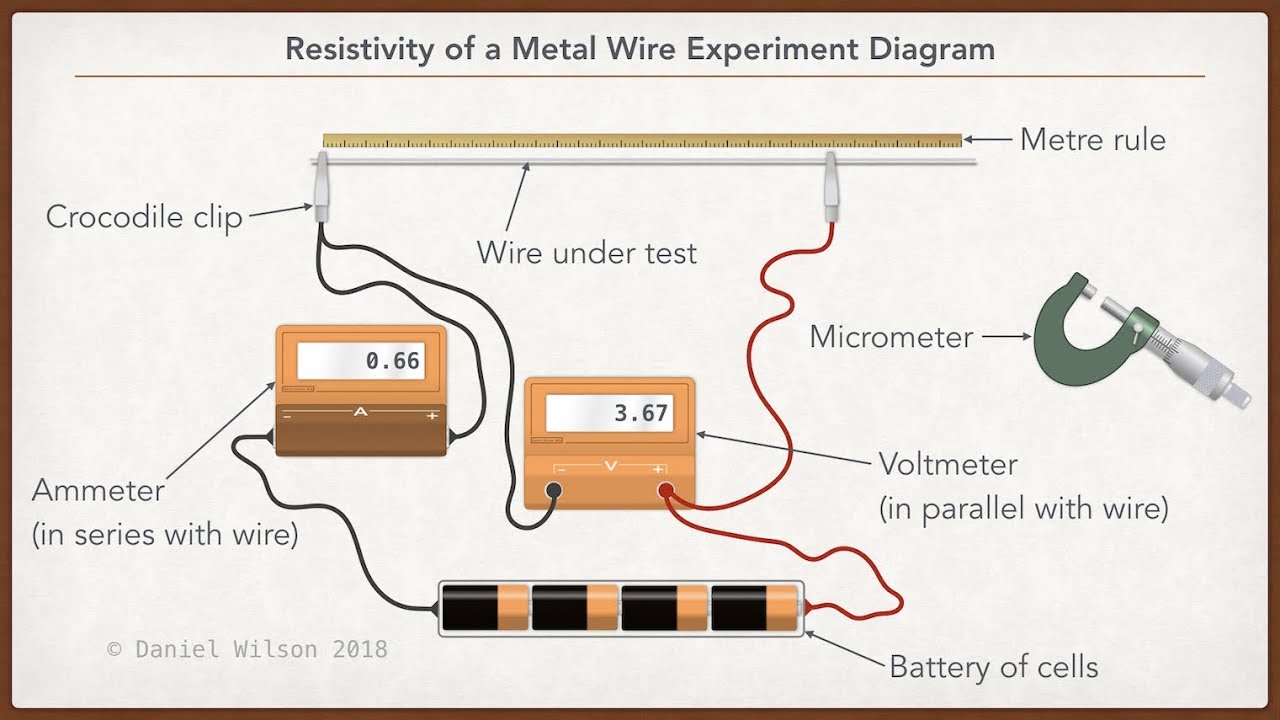 Resistivity of a Metal Wire Experiment Diagram
Metre rule
Crocodile clip
Wire under test
Micrometer
0.66
- A +
3.67
- V +
Voltmeter
(in parallel with wire)
Ammeter
(in series with wire)
© Daniel Wilson 2018
Battery of cells